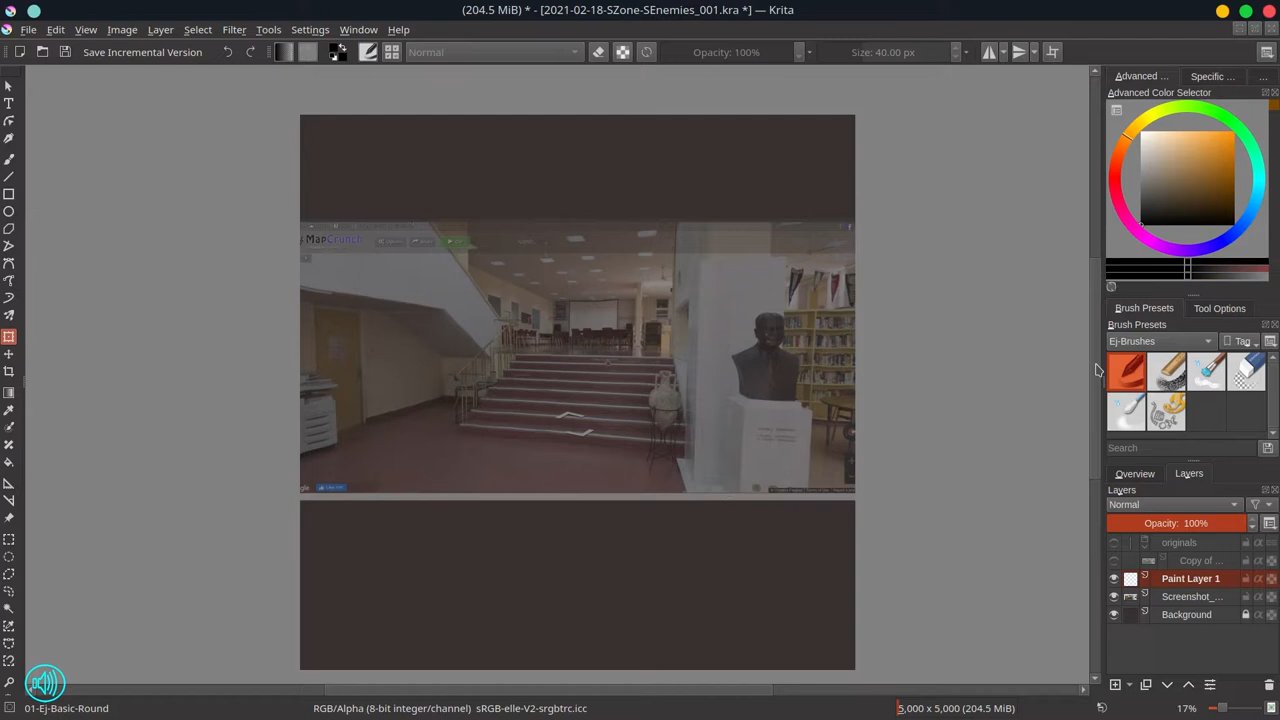 (204.5 MiB) * - [2021-02-18-SZone-SEnemies_001.kra *] — Krita
File Edit View Image Layer Select Filter Tools Settings Window Help
Save Incremental Version Normal Opacity: 100% Size: 40.00 px
Advanced ... Specific ... ...
Advanced Color Selector
MapCrunch
Brush Presets Tool Options
Brush Presets
Ej-Brushes Tag
Search
Overview Layers
Layers
Normal
Opacity: 100%
originals
Copy of ...
Paint Layer 1
Screenshot_...
Background
01-Ej-Basic-Round RGB/Alpha (8-bit integer/channel) sRGB-elle-V2-srgbtrc.icc 5,000 x 5,000 (204.5 MiB) 17%